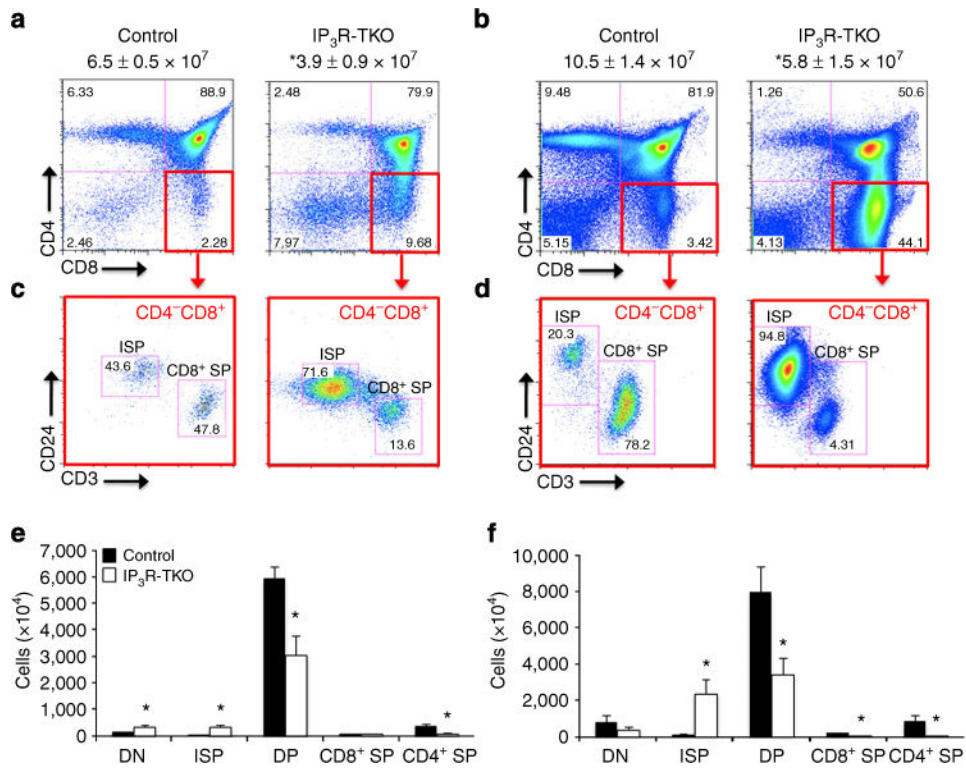 a
Control
6.5 ± 0.5 × 10⁷
IP₃R-TKO
*3.9 ± 0.9 × 10⁷
6.33
88.9
2.46
2.28
2.48
79.9
7.97
9.68
CD4
CD8
b
Control
10.5 ± 1.4 × 10⁷
IP₃R-TKO
*5.8 ± 1.5 × 10⁷
9.48
81.9
5.15
3.42
1.26
50.6
4.13
44.1
CD4
CD8
c
CD4⁻CD8⁺
ISP
43.6
CD8⁺ SP
47.8
CD4⁻CD8⁺
ISP
71.6
CD8⁺ SP
13.6
CD24
CD3
d
CD4⁻CD8⁺
ISP
20.3
CD8⁺ SP
78.2
CD4⁻CD8⁺
ISP
94.8
CD8⁺ SP
4.31
CD24
CD3
e
Control
IP₃R-TKO
Cells (×10⁴)
7,000
6,000
5,000
4,000
3,000
2,000
1,000
0
* * * *
DN ISP DP CD8⁺ SP CD4⁺ SP
f
Cells (×10⁴)
10,000
8,000
6,000
4,000
2,000
0
* * * *
DN ISP DP CD8⁺ SP CD4⁺ SP